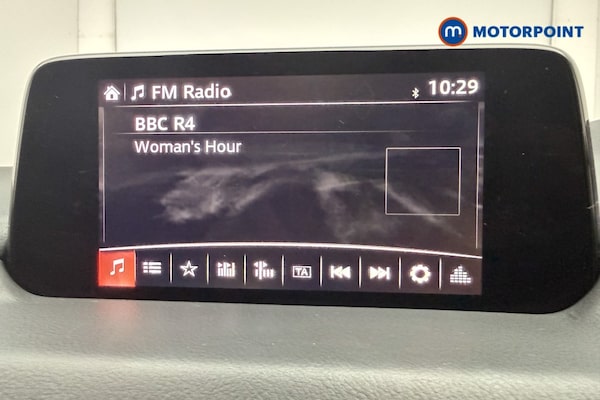 MOTORPOINT
FM Radio 10:29
BBC R4
Woman's Hour
TA